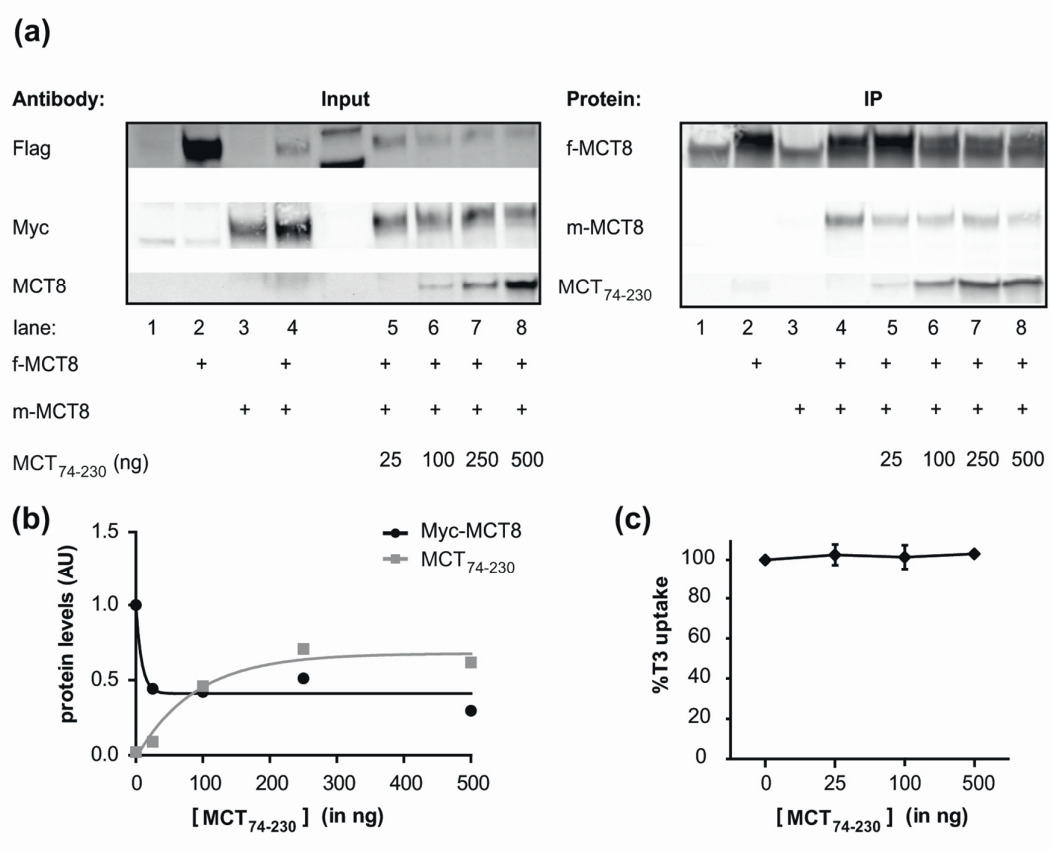 (a)
Antibody: Input Protein: IP
Flag f-MCT8
Myc m-MCT8
MCT8 MCT74-230
lane: 1 2 3 4 5 6 7 8 1 2 3 4 5 6 7 8
f-MCT8 + + + + + + + + + + + +
m-MCT8 + + + + + + + + + + + +
MCT74-230 (ng) 25 100 250 500 25 100 250 500
(b) (c)
Myc-MCT8
MCT74-230
protein levels (AU)
1.5
1.0
0.5
0.0
0 100 200 300 400 500
[ MCT74-230 ] (in ng)
%T3 uptake
100
80
60
40
20
0
0 25 100 500
[ MCT74-230 ] (in ng)